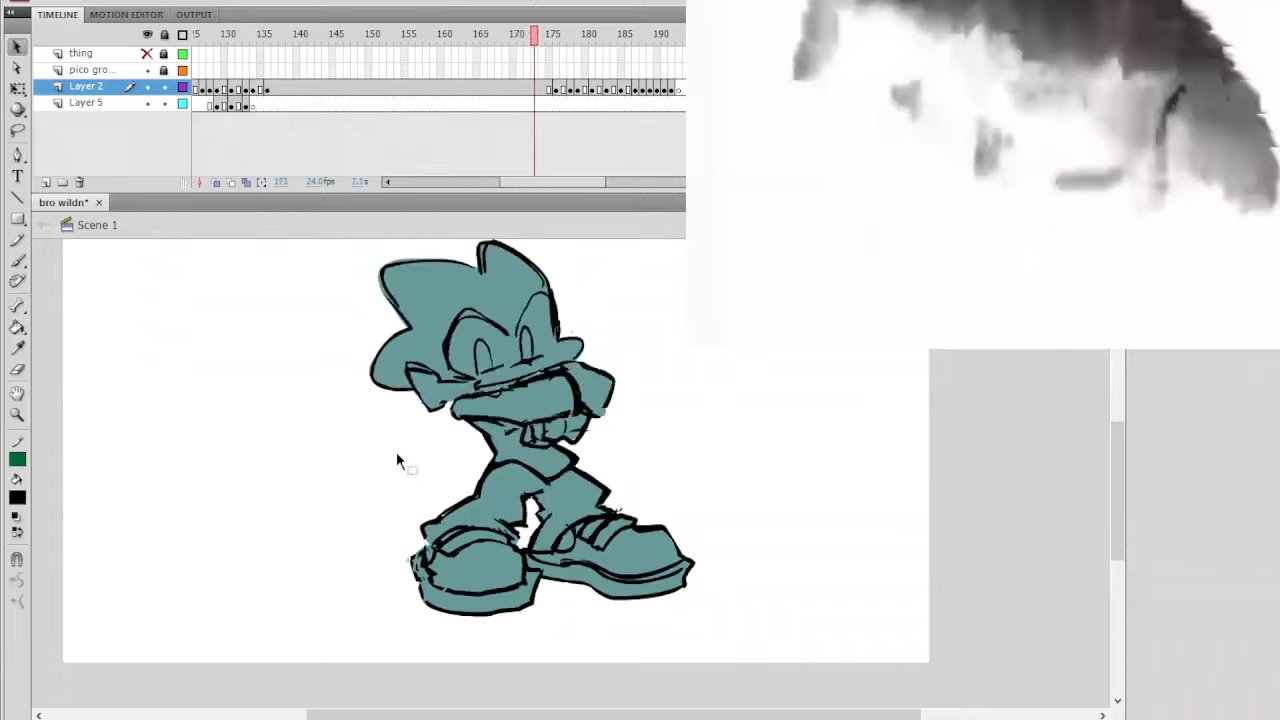 TIMELINE MOTION EDITOR OUTPUT
130 135 140 145 150 155 160 165 170 175 180 185 190
thing
pico gro...
Layer 2
Layer 5
24.0fps
bro wildn* ×
Scene 1
T